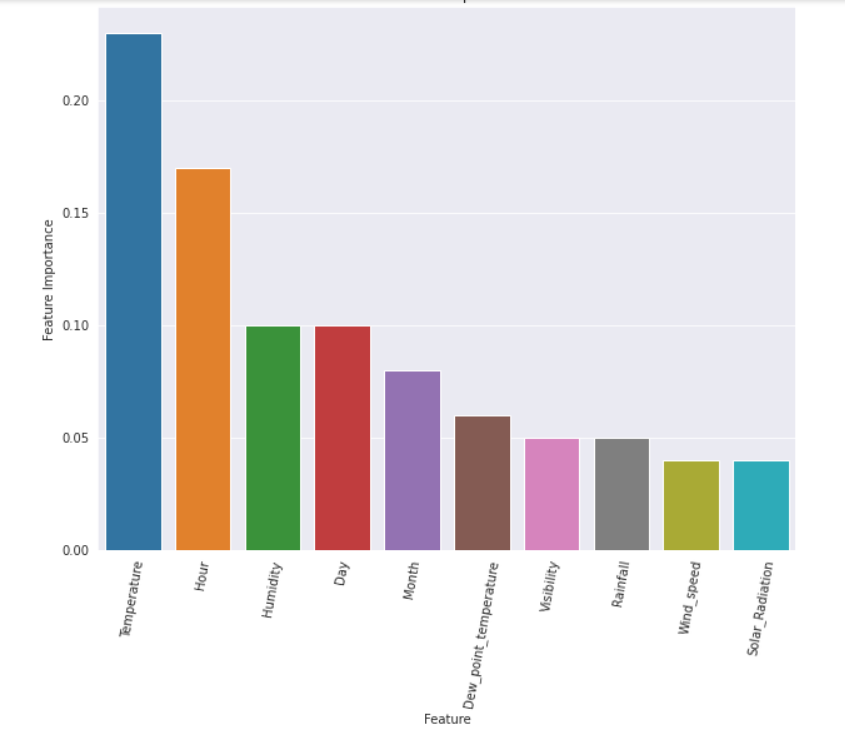 0.20
0.15
0.10
0.05
0.00
Feature Importance
Temperature
Hour
Humidity
Day
Month
Dew_point_temperature
Visibility
Rainfall
Wind_speed
Solar_Radiation
Feature